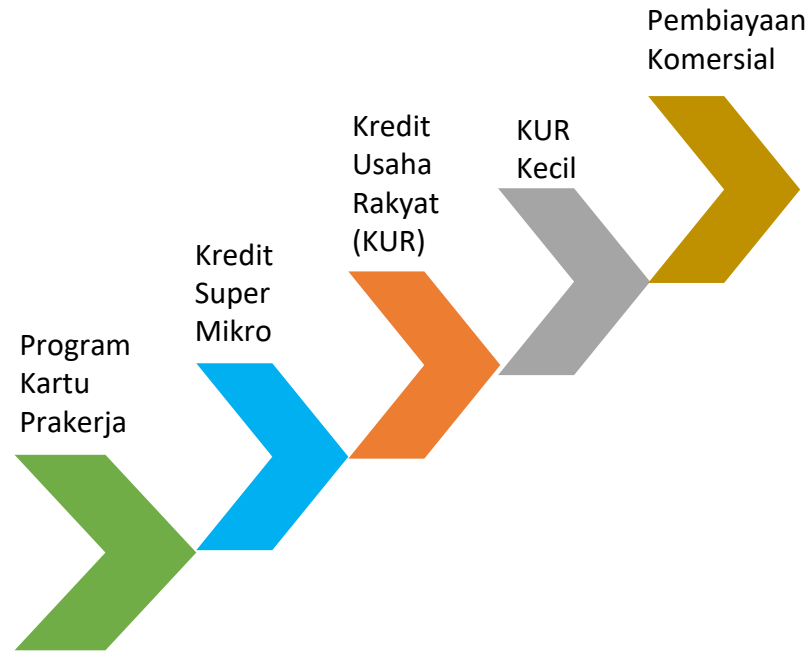 Program
Kartu
Prakerja
Kredit
Super
Mikro
Kredit
Usaha
Rakyat
(KUR)
KUR
Kecil
Pembiayaan
Komersial